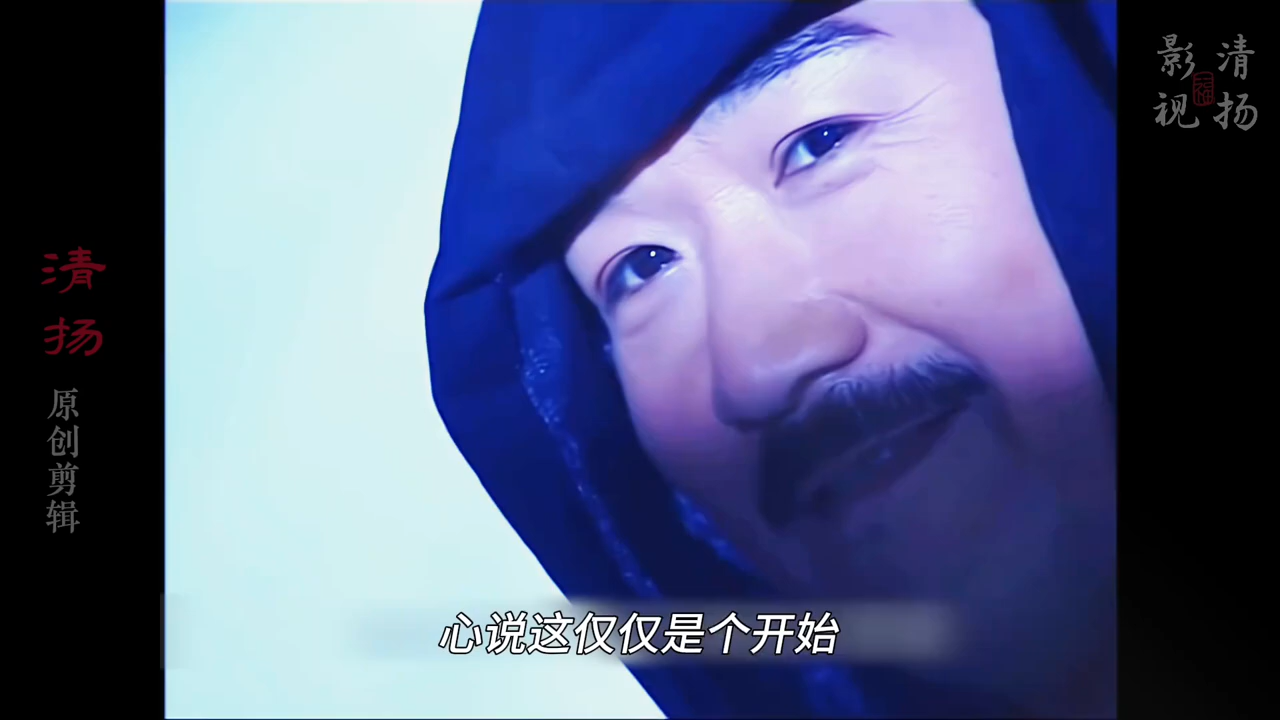 清扬
影视
清扬
原创剪辑
心说这仅仅是个开始